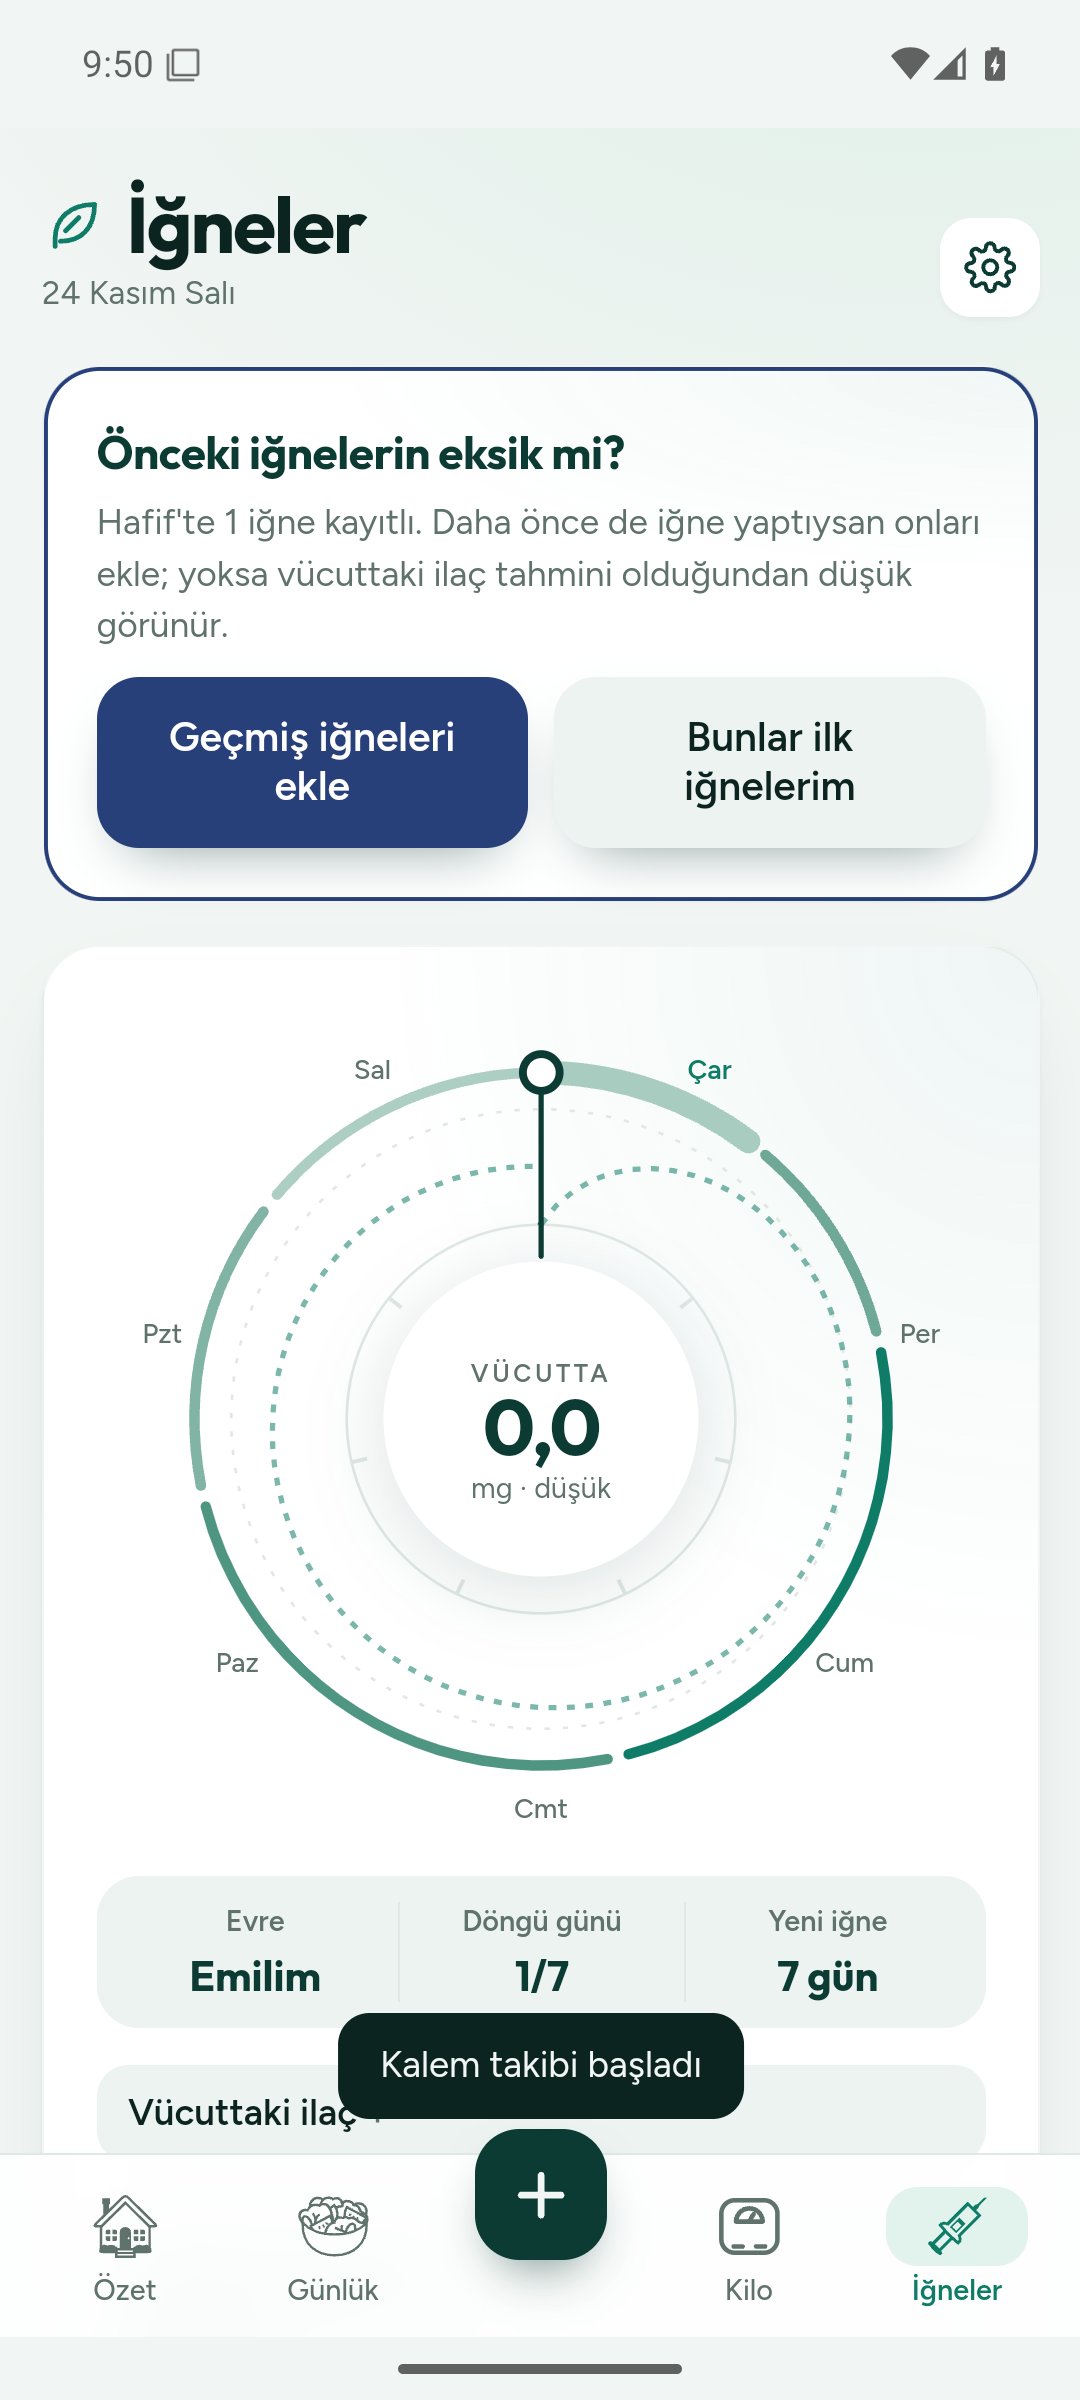 9:50
İğneler
24 Kasım Salı
Önceki iğnelerin eksik mi?
Hafif'te 1 iğne kayıtlı. Daha önce de iğne yaptıysan onları
ekle; yoksa vücuttaki ilaç tahmini olduğundan düşük
görünür.
Geçmiş iğneleri
ekle
Bunlar ilk
iğnelerim
Sal
Çar
Pzt
Per
VÜCUTTA
0,0
mg · düşük
Paz
Cum
Cmt
Evre
Döngü günü
Yeni iğne
Emilim
1/7
7 gün
Kalem takibi başladı
Vücuttaki ilaç
Özet
Günlük
Kilo
İğneler